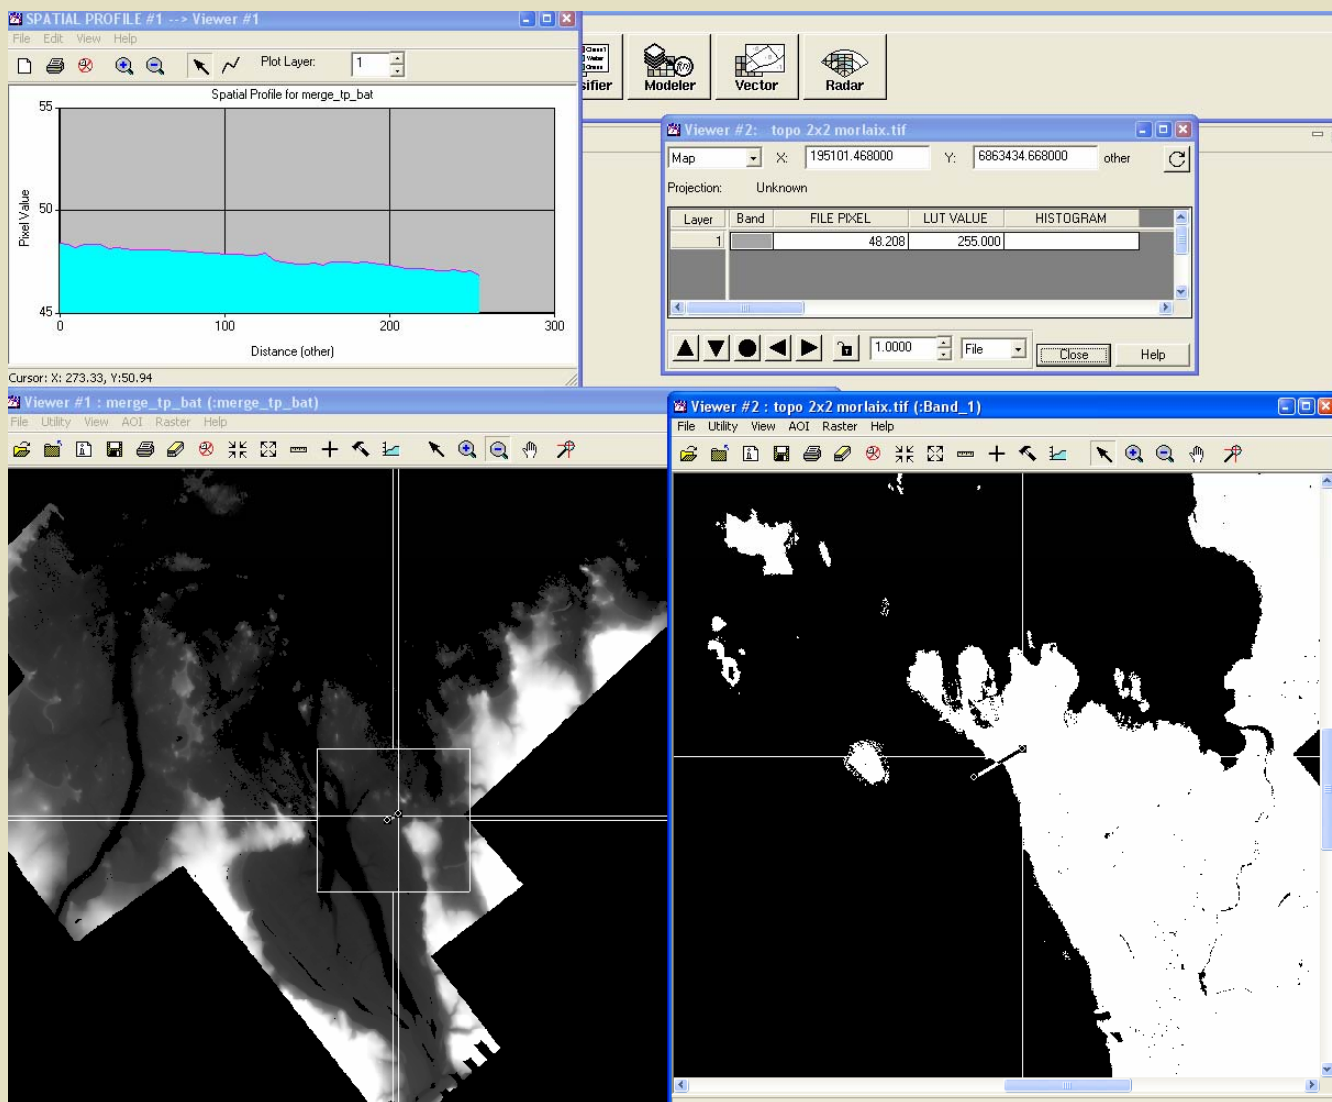 SPATIAL PROFILE #1 --> Viewer #1
File Edit View Help
Plot Layer: 1
Spatial Profile for merge_tp_bat
55
50
45
Pixel Value
0 100 200 300
Distance (other)
Cursor: X: 273.33, Y:50.94
Class1
Water
Grass
sifier Modeler Vector Radar
Viewer #2: topo 2x2 morlaix.tif
Map X: 195101.468000 Y: 6863434.668000 other
Projection: Unknown
Layer Band FILE PIXEL LUT VALUE HISTOGRAM
1 48.208 255.000
1.0000 File Close Help
Viewer #1 : merge_tp_bat (:merge_tp_bat)
File Utility View AOI Raster Help
Viewer #2 : topo 2x2 morlaix.tif (:Band_1)
File Utility View AOI Raster Help